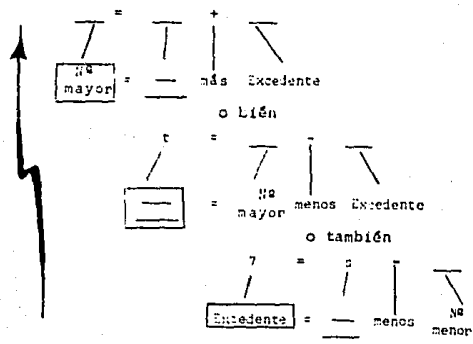 = +
Nº
mayor = más Excedente
o bién
t = -
= Nº
mayor menos Excedente
o también
7 = s -
Excedente = menos Nº
menor